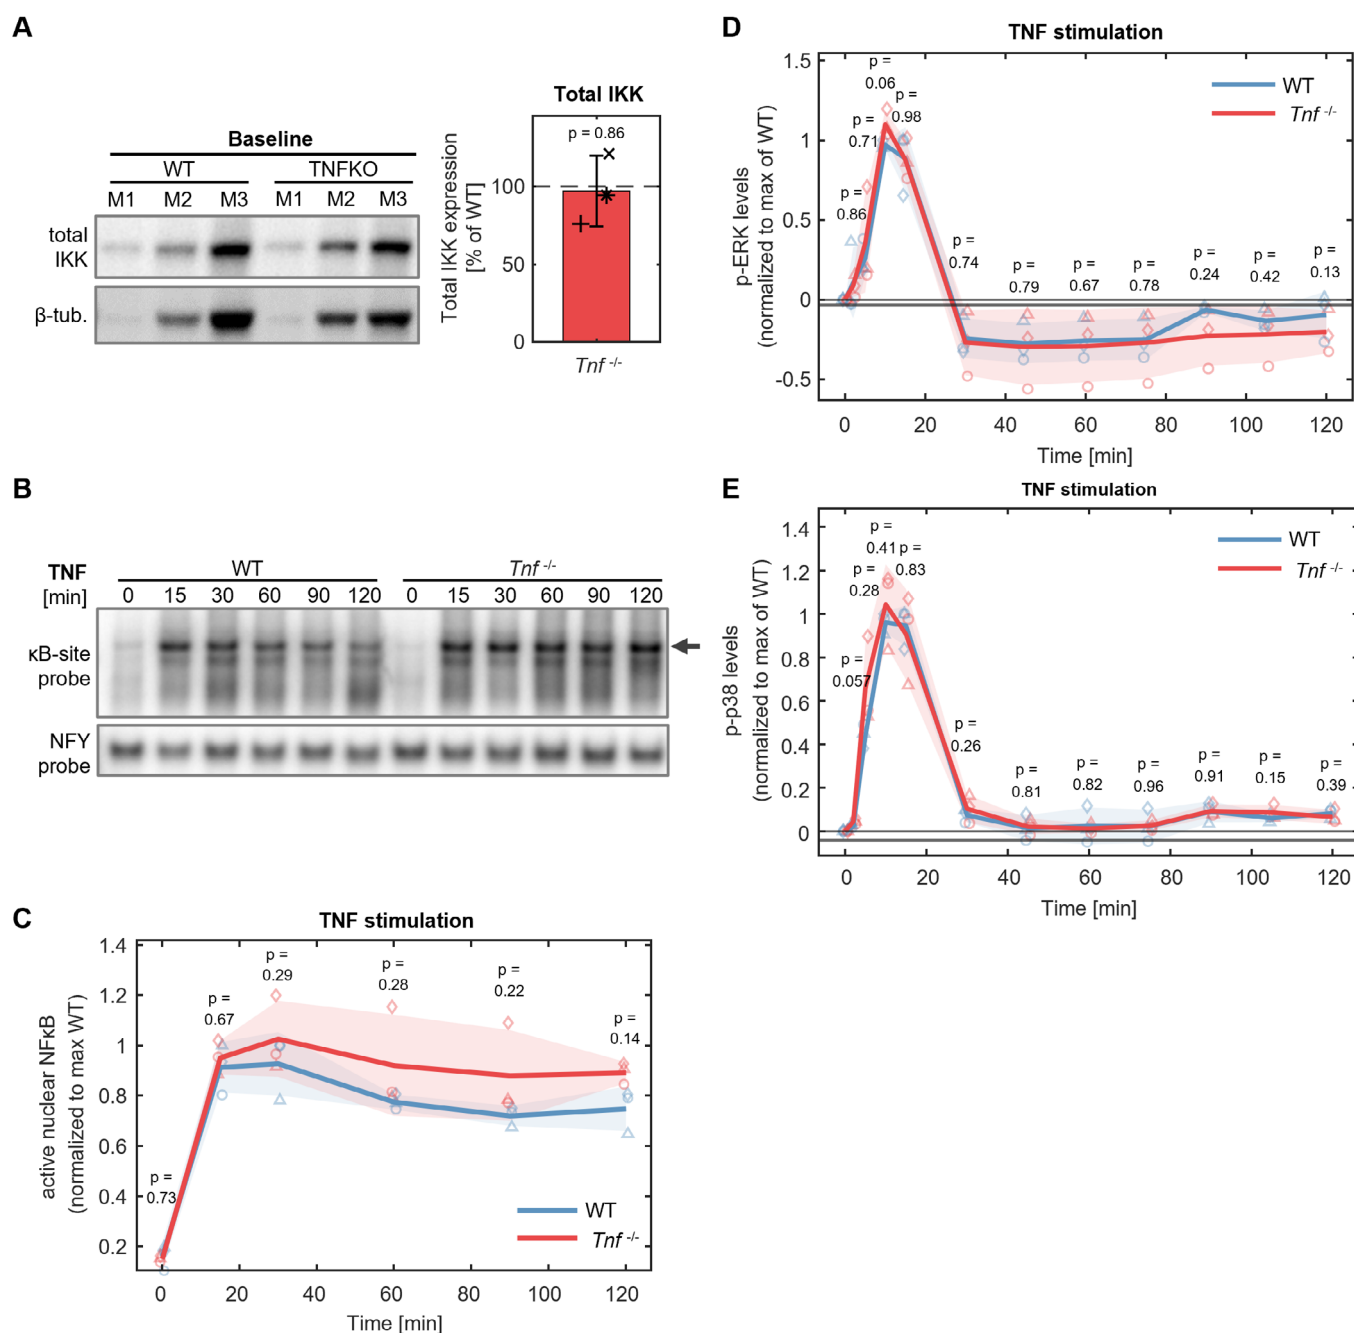 A
Baseline
WT TNFKO
M1 M2 M3 M1 M2 M3
total
IKK
β-tub.
Total IKK
p = 0.86
Total IKK expression
[% of WT]
100
50
0
Tnf -/-
B
TNF
[min]
WT Tnf -/-
0 15 30 60 90 120 0 15 30 60 90 120
κB-site
probe
NFY
probe
C
TNF stimulation
active nuclear NFκB
(normalized to max WT)
1.4
1.2
1
0.8
0.6
0.4
0.2
p =
0.73
p =
0.67
p =
0.29
p =
0.28
p =
0.22
p =
0.14
WT
Tnf -/-
0 20 40 60 80 100 120
Time [min]
D
TNF stimulation
p-ERK levels
(normalized to max of WT)
1.5
1
0.5
0
-0.5
p =
0.86
p =
0.71
p =
0.06
p =
0.98
p =
0.74
p =
0.79
p =
0.67
p =
0.78
p =
0.24
p =
0.42
p =
0.13
WT
Tnf -/-
0 20 40 60 80 100 120
Time [min]
E
TNF stimulation
p-p38 levels
(normalized to max of WT)
1.4
1.2
1
0.8
0.6
0.4
0.2
0
p =
0.057
p =
0.28
p =
0.41
p =
0.83
p =
0.26
p =
0.81
p =
0.82
p =
0.96
p =
0.91
p =
0.15
p =
0.39
WT
Tnf -/-
0 20 40 60 80 100 120
Time [min]